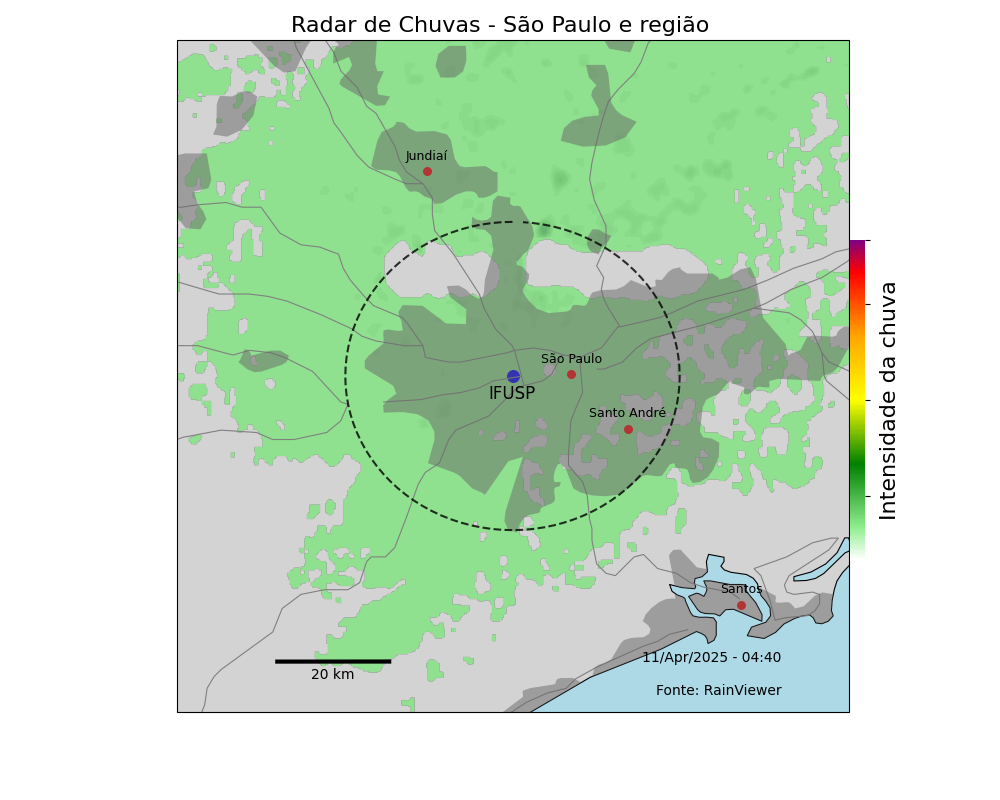 Radar de Chuvas - São Paulo e região
Jundiaí
São Paulo
IFUSP
Santo André
Intensidade da chuva
Santos
11/Apr/2025 - 04:40
20 km
Fonte: RainViewer